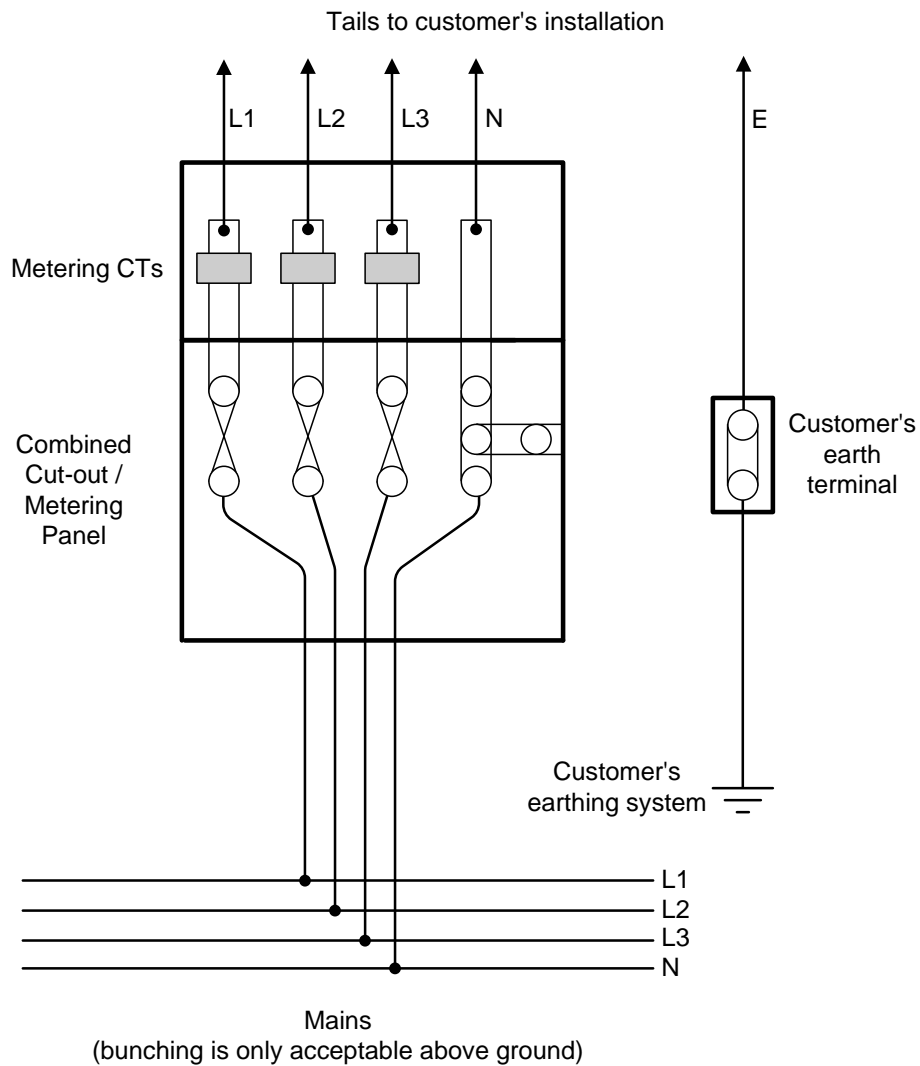 Tails to customer's installation
L1
L2
L3
N
E
Metering CTs
Combined
Cut-out /
Metering
Panel
Customer's
earth
terminal
Customer's
earthing system
L1
L2
L3
N
Mains
(bunching is only acceptable above ground)